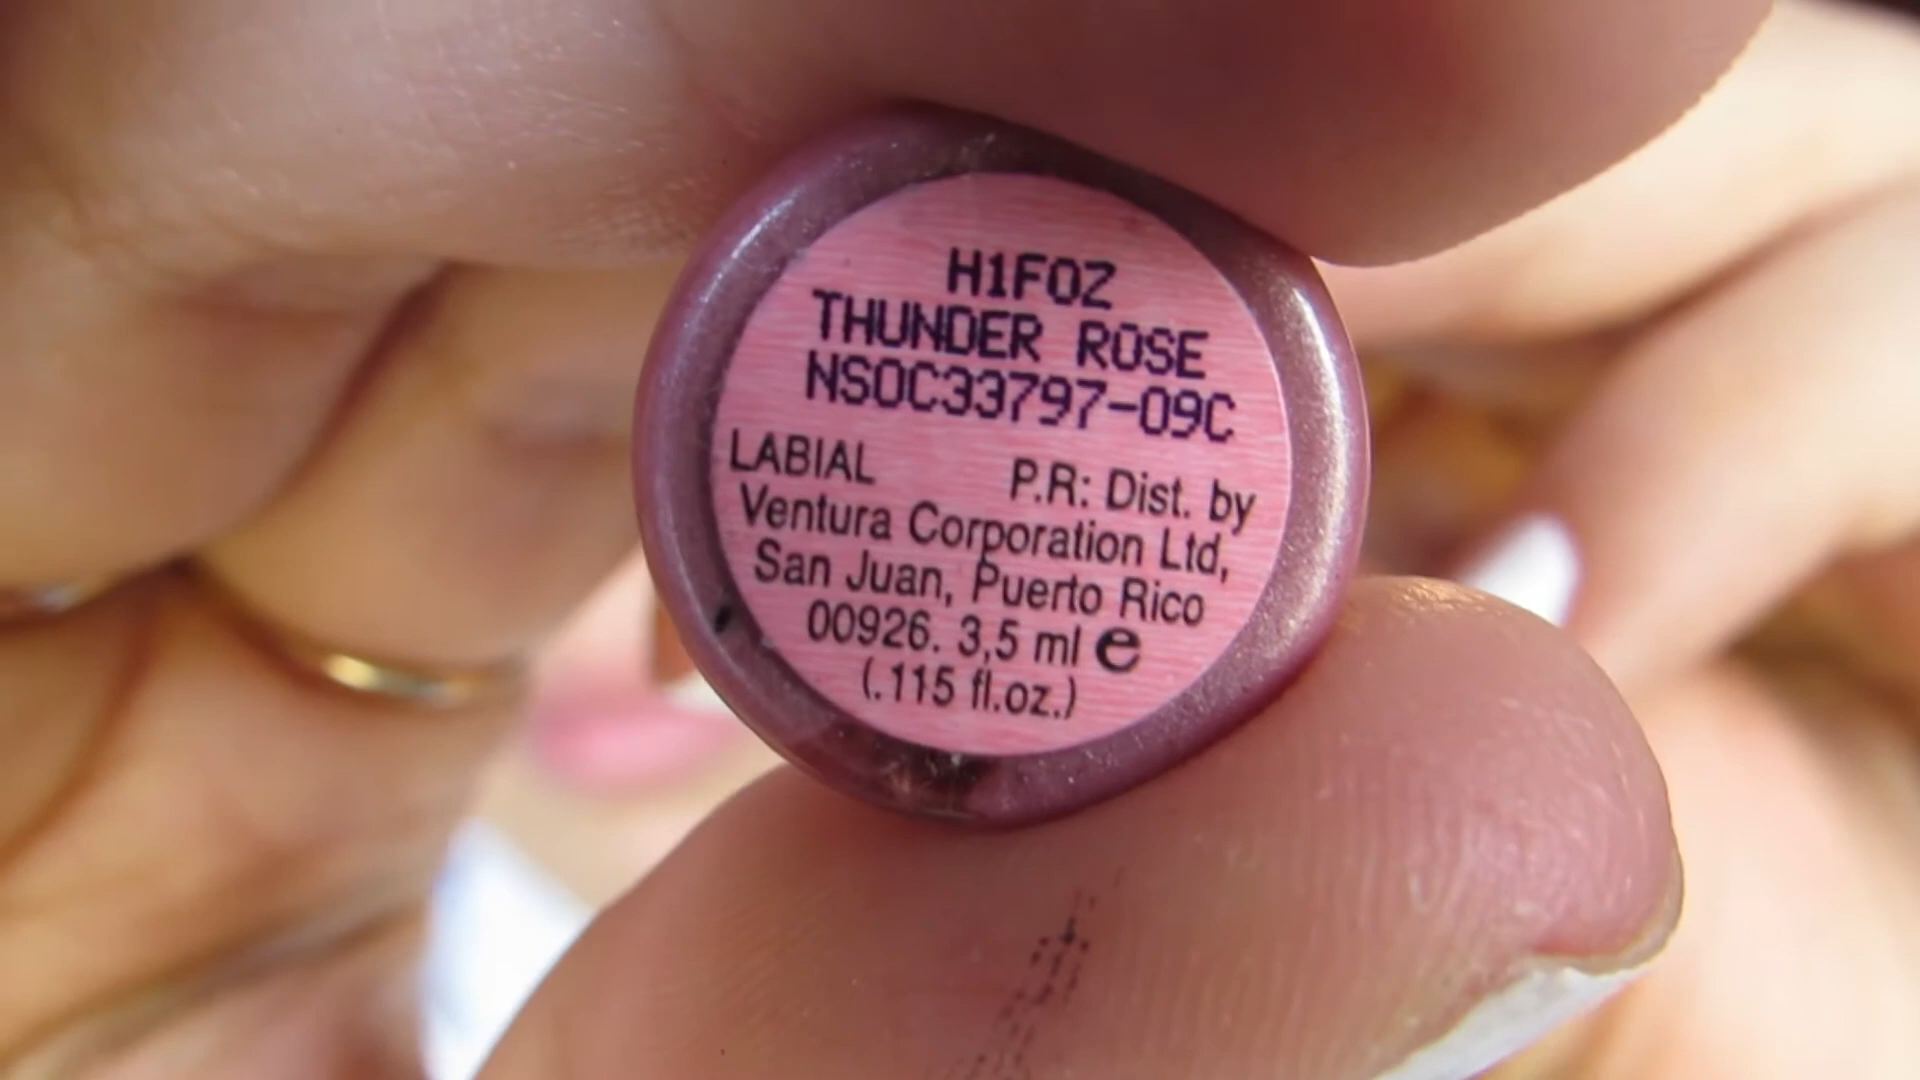 H1F0Z
THUNDER ROSE
NSOC33797-09C
LABIAL P.R: Dist. by
Ventura Corporation Ltd,
San Juan, Puerto Rico
00926. 3,5 ml e
(.115 fl.oz.)